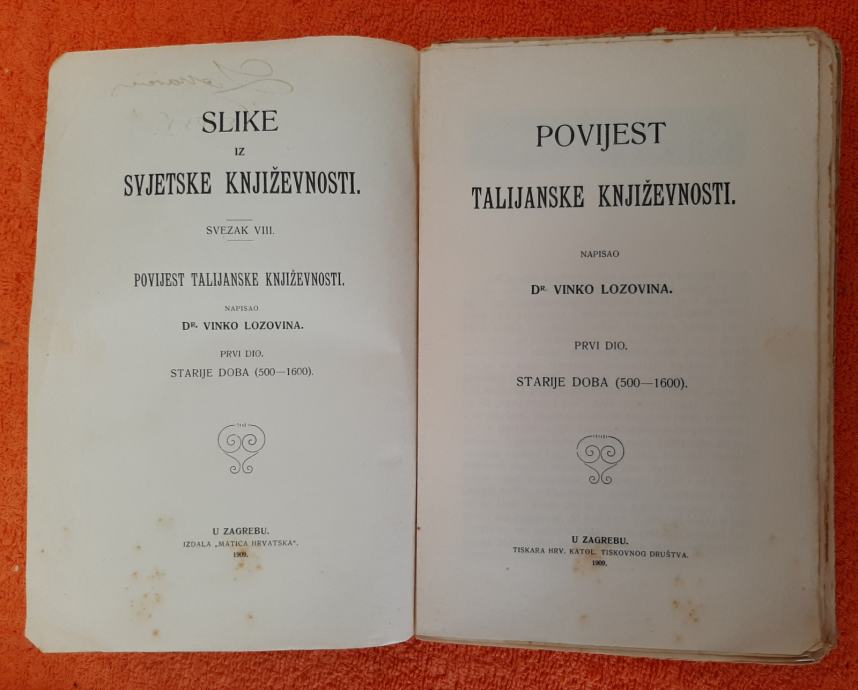 SLIKE
IZ
SVJETSKE KNJIŽEVNOSTI.
SVEZAK VIII.
POVIJEST TALIJANSKE KNJIŽEVNOSTI.
NAPISAO
DR. VINKO LOZOVINA.
PRVI DIO.
STARIJE DOBA (500—1600).
U ZAGREBU.
IZDALA „MATICA HRVATSKA“.
1909.
POVIJEST
TALIJANSKE KNJIŽEVNOSTI.
NAPISAO
DR. VINKO LOZOVINA.
PRVI DIO.
STARIJE DOBA (500—1600).
U ZAGREBU.
TISKARA HRV. KATOL. TISKOVNOG DRUŠTVA.
1909.